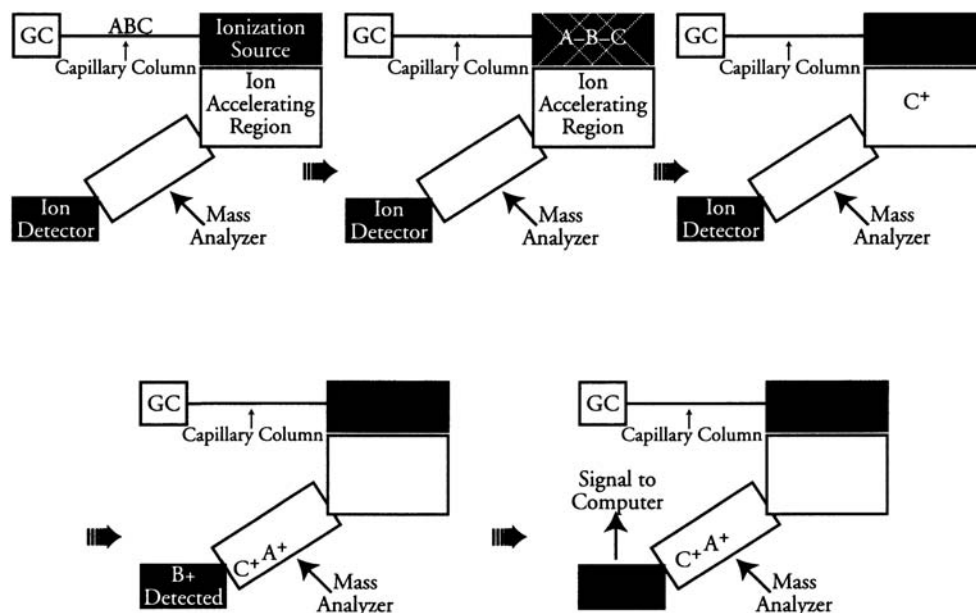 GC
ABC
Capillary Column
Ionization
Source
Ion
Accelerating
Region
Ion
Detector
Mass
Analyzer
GC
Capillary Column
A–B–C
Ion
Accelerating
Region
Ion
Detector
Mass
Analyzer
GC
Capillary Column
C+
Ion
Detector
Mass
Analyzer
GC
Capillary Column
C+ A+
B+
Detected
Mass
Analyzer
GC
Capillary Column
Signal to
Computer
C+ A+
Mass
Analyzer